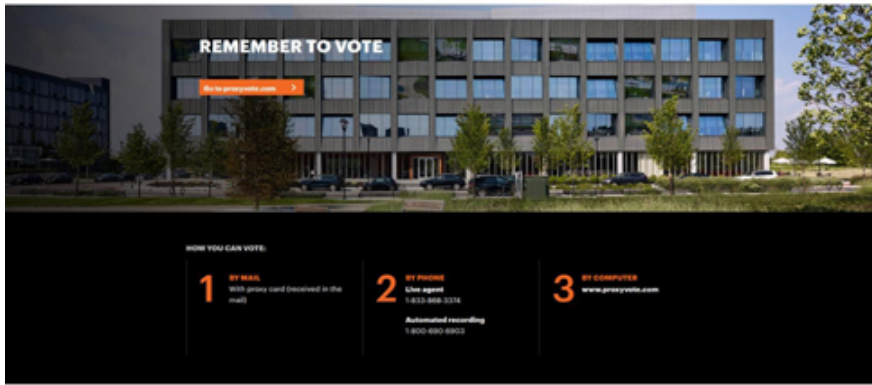 REMEMBER TO VOTE
Go to proxyvote.com
HOW YOU CAN VOTE:
1
BY MAIL
With proxy card (received in the
mail)
2
BY PHONE
Live agent
1-833-868-3374
Automated recording
1-800-690-6903
3
BY COMPUTER
www.proxyvote.com